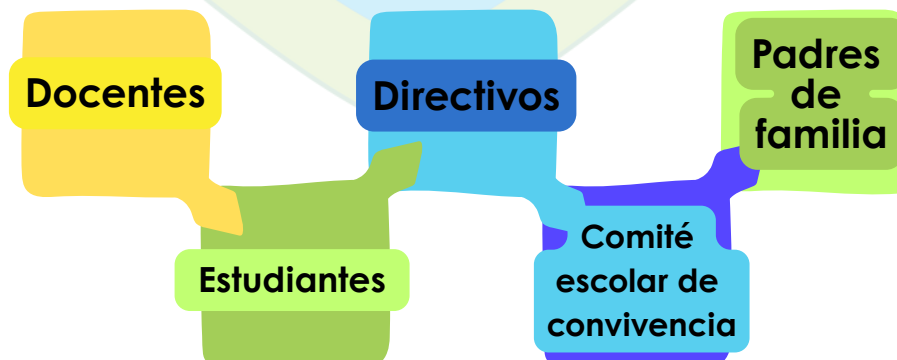 Docentes
Estudiantes
Directivos
Comité
escolar de
convivencia
Padres
de
familia